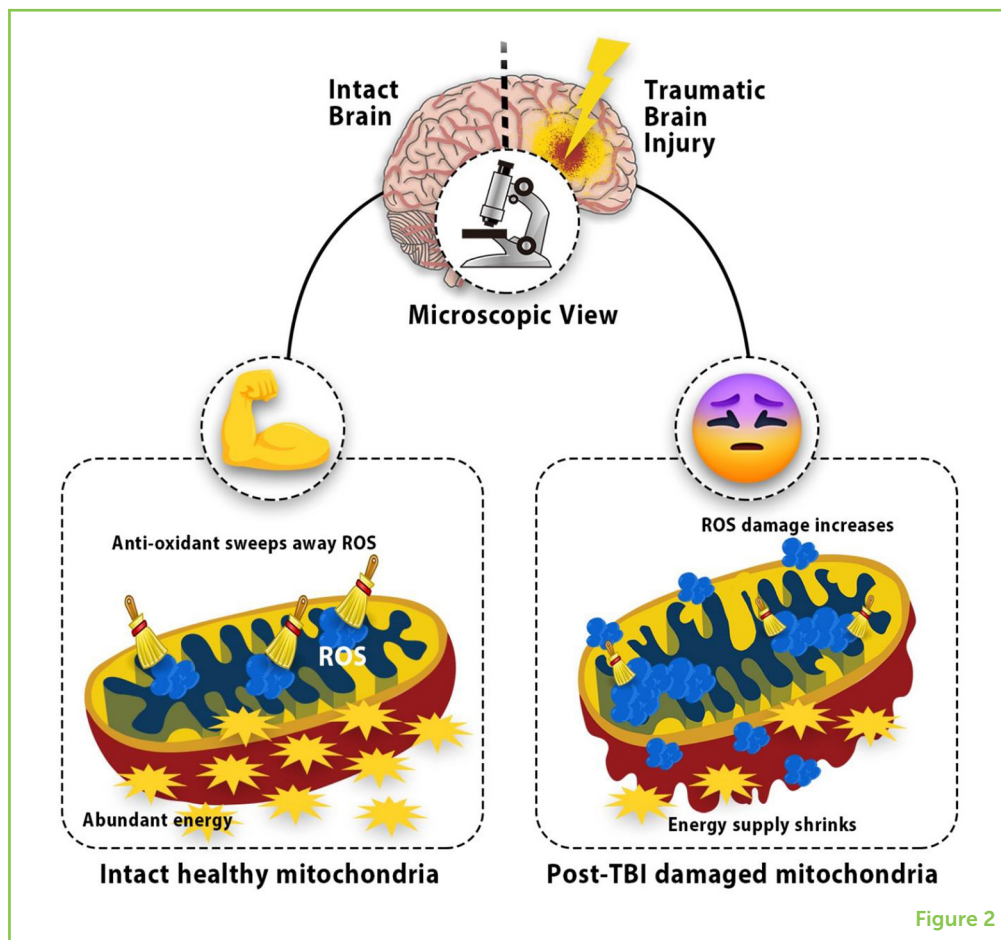 Intact
Brain
Traumatic
Brain
Injury
Microscopic View
Anti-oxidant sweeps away ROS
ROS
Abundant energy
Intact healthy mitochondria
ROS damage increases
Energy supply shrinks
Post-TBI damaged mitochondria
Figure 2